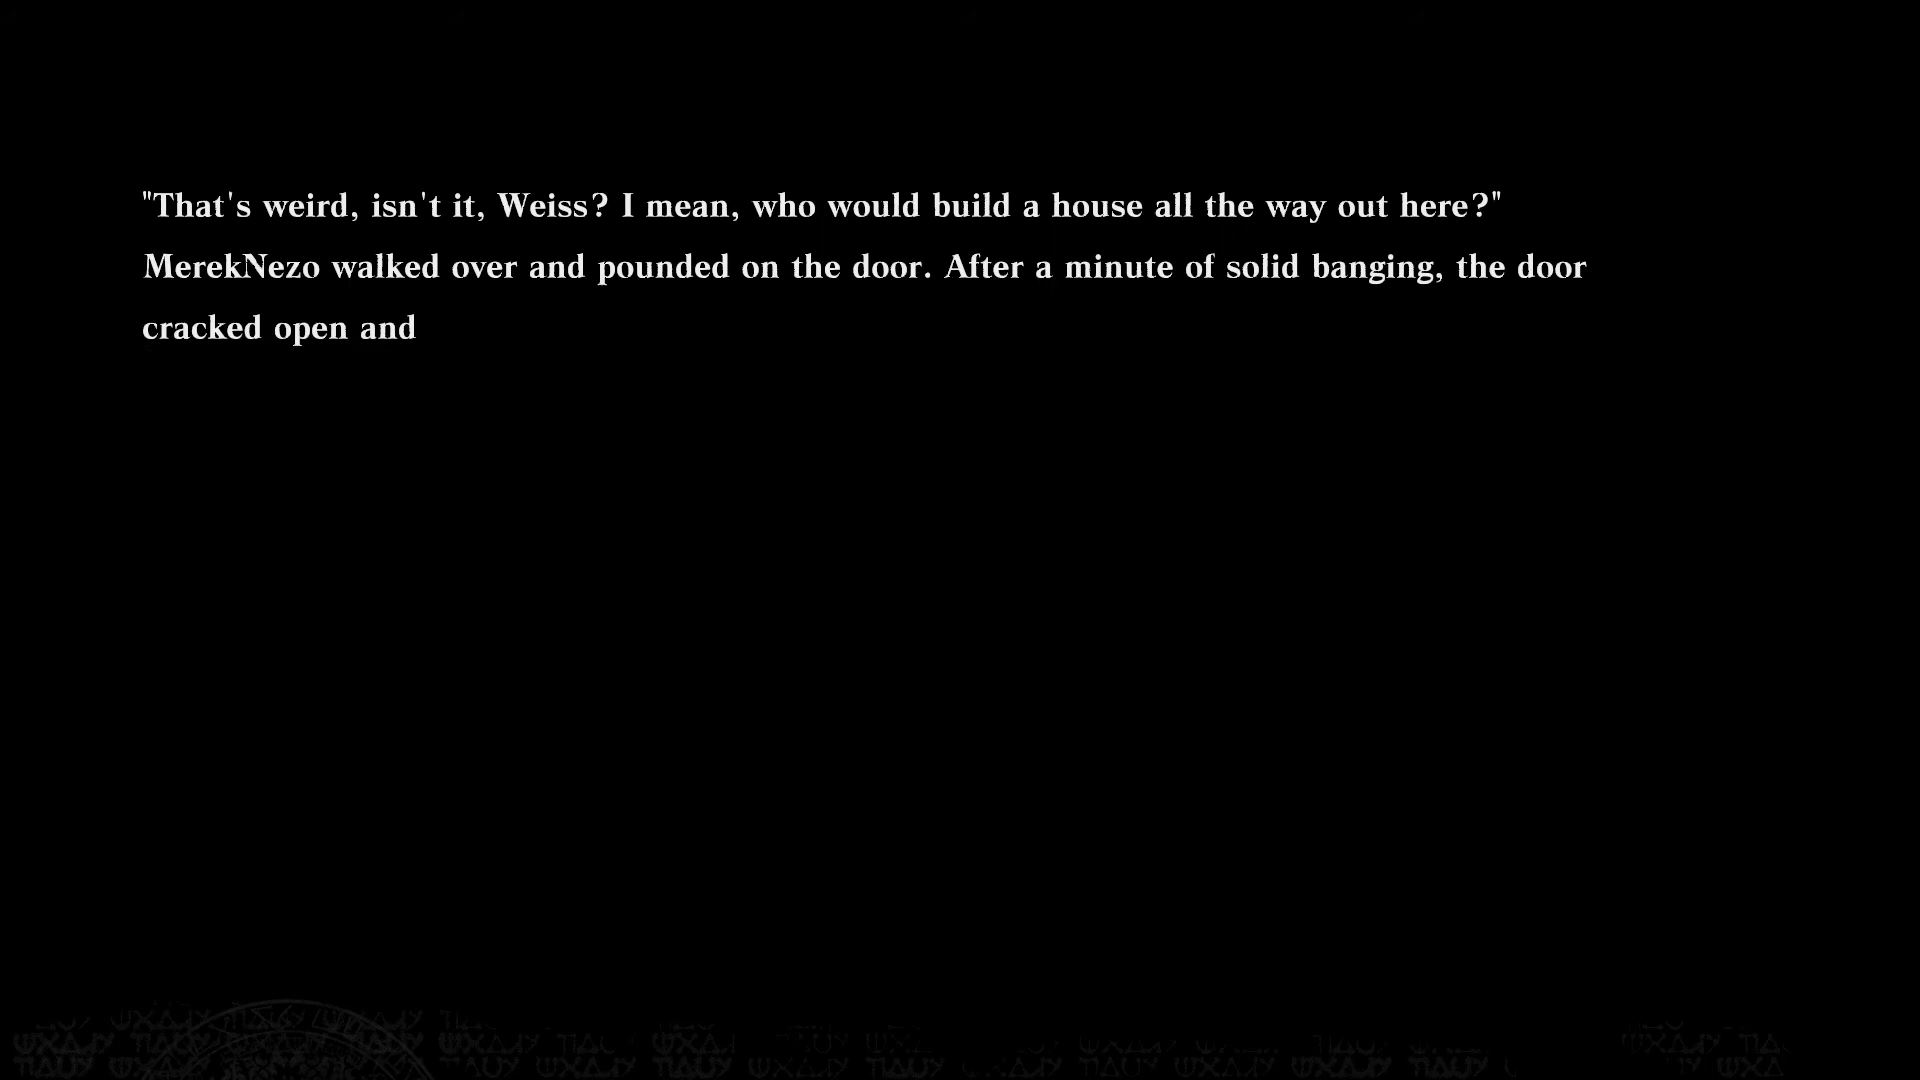 "That's weird, isn't it, Weiss? I mean, who would build a house all the way out here?"
MerekNezo walked over and pounded on the door. After a minute of solid banging, the door
cracked open and